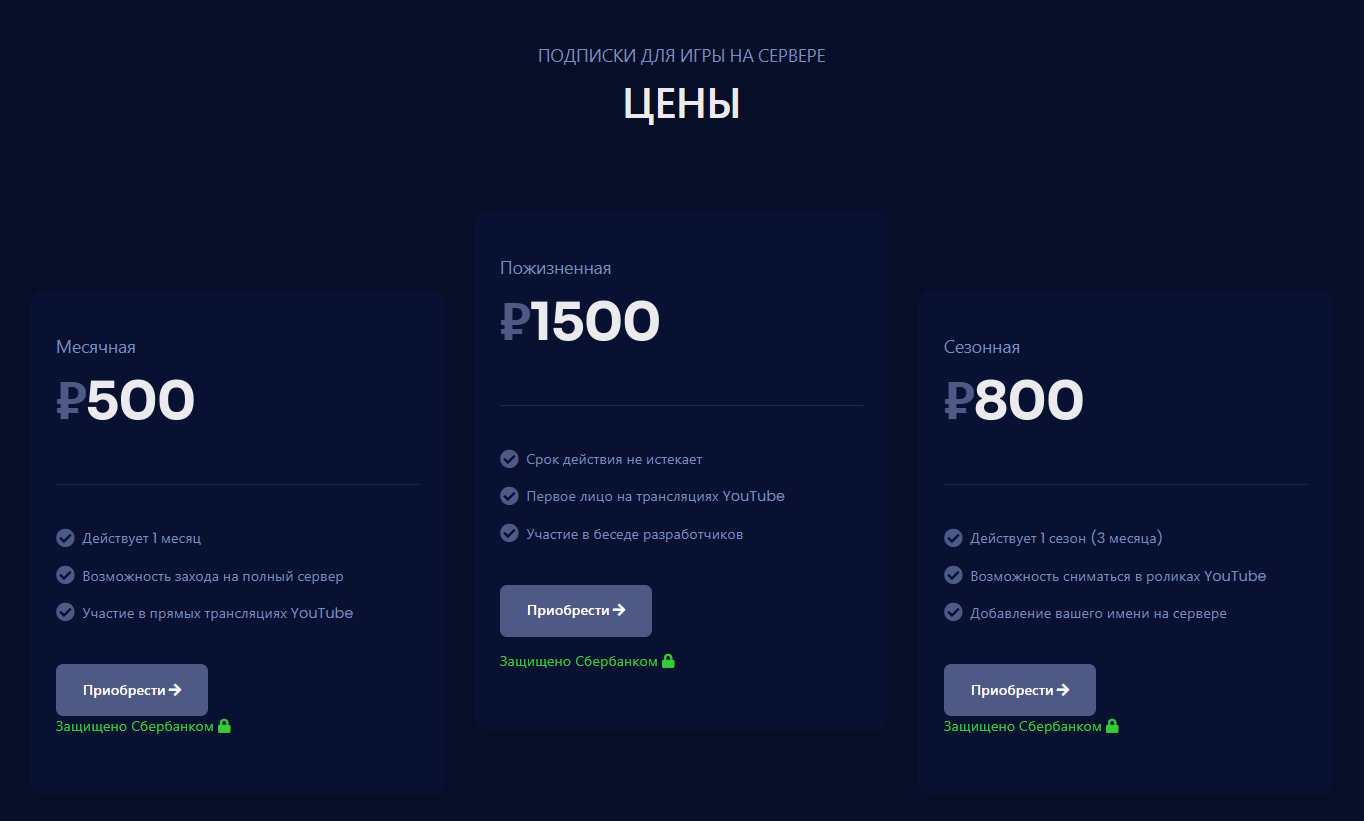 ПОДПИСКИ ДЛЯ ИГРЫ НА СЕРВЕРЕ
ЦЕНЫ
Месячная
₽500
Действует 1 месяц
Возможность захода на полный сервер
Участие в прямых трансляциях YouTube
Приобрести
Защищено Сбербанком
Пожизненная
₽1500
Срок действия не истекает
Первое лицо на трансляциях YouTube
Участие в беседе разработчиков
Приобрести
Защищено Сбербанком
Сезонная
₽800
Действует 1 сезон (3 месяца)
Возможность сниматься в роликах YouTube
Добавление вашего имени на сервере
Приобрести
Защищено Сбербанком